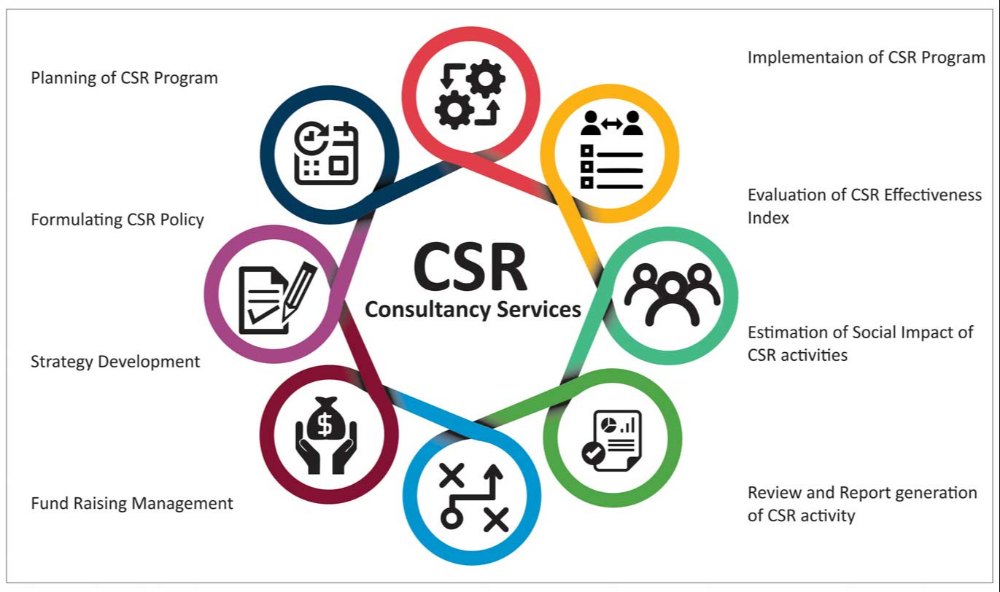 Planning of CSR Program
Formulating CSR Policy
Strategy Development
Fund Raising Management
CSR
Consultancy Services
Implementaion of CSR Program
Evaluation of CSR Effectiveness
Index
Estimation of Social Impact of
CSR activities
Review and Report generation
of CSR activity
$